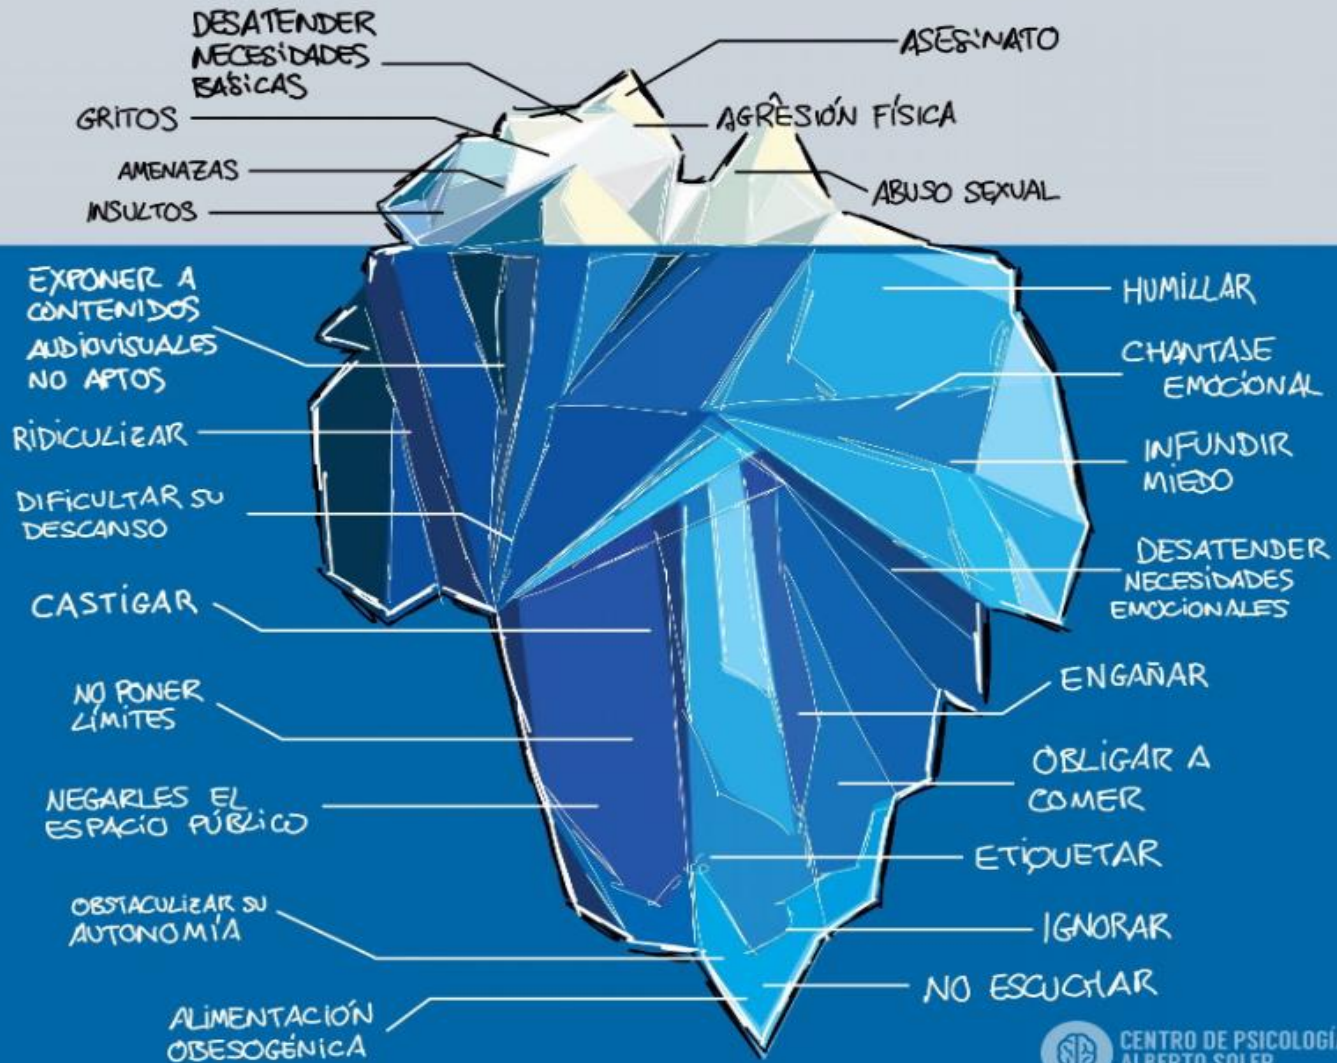 DESATENDER
NECESIDADES
BÁSICAS
ASESINATO
GRITOS
AGRESIÓN FÍSICA
AMENAZAS
ABUSO SEXUAL
INSULTOS
EXPONER A
CONTENIDOS
AUDIOVISUALES
NO APTOS
HUMILLAR
CHANTAJE
EMOCIONAL
RIDICULIZAR
INFUNDIR
MIEDO
DIFICULTAR SU
DESCANSO
DESATENDER
NECESIDADES
EMOCIONALES
CASTIGAR
ENGAÑAR
NO PONER
LÍMITES
OBLIGAR A
COMER
NEGARLES EL
ESPACIO PÚBLICO
ETIQUETAR
OBSTACULIZAR SU
AUTONOMÍA
IGNORAR
NO ESCUCHAR
ALIMENTACIÓN
OBESOGÉNICA
CENTRO DE PSICOLOGÍ
ALBERTO SOLER